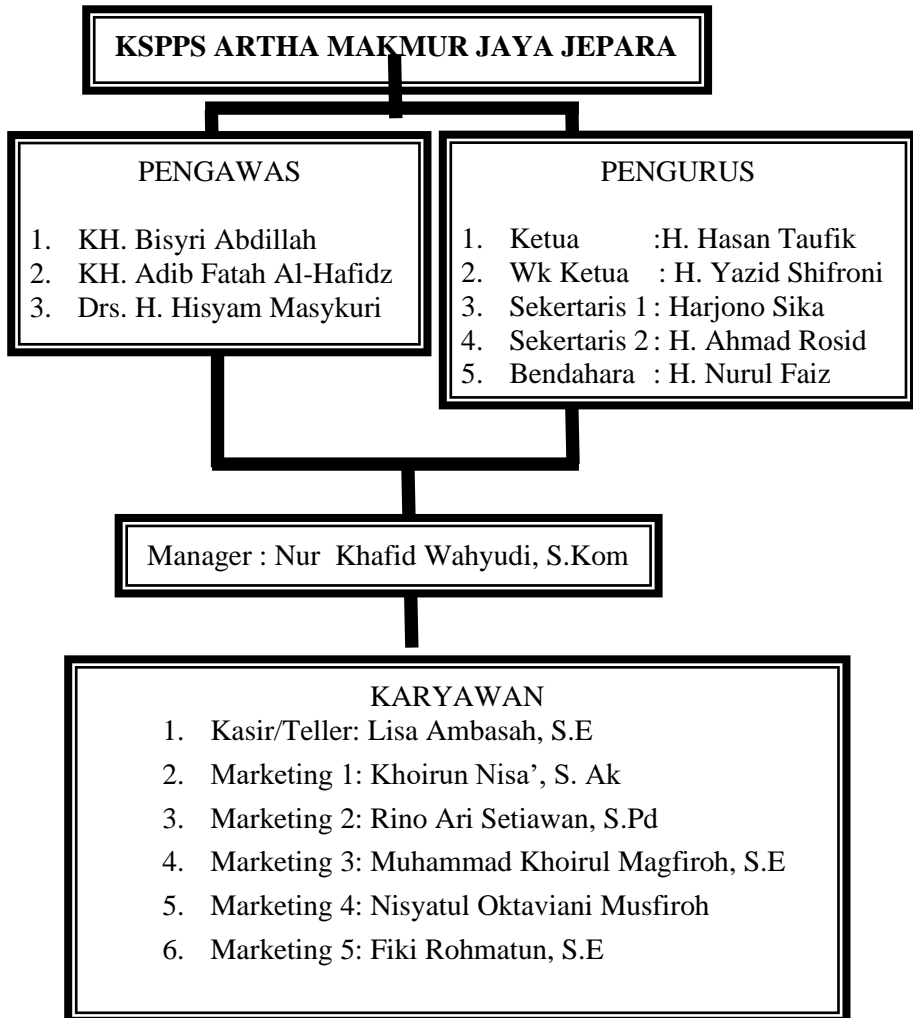 KSPPS ARTHA MAKMUR JAYA JEPARA
PENGAWAS
1. KH. Bisyri Abdillah
2. KH. Adib Fatah Al-Hafidz
3. Drs. H. Hisyam Masykuri
PENGURUS
1. Ketua :H. Hasan Taufik
2. Wk Ketua : H. Yazid Shifroni
3. Sekertaris 1 : Harjono Sika
4. Sekertaris 2 : H. Ahmad Rosid
5. Bendahara : H. Nurul Faiz
Manager : Nur Khafid Wahyudi, S.Kom
KARYAWAN
1. Kasir/Teller: Lisa Ambasah, S.E
2. Marketing 1: Khoirun Nisa’, S. Ak
3. Marketing 2: Rino Ari Setiawan, S.Pd
4. Marketing 3: Muhammad Khoirul Magfiroh, S.E
5. Marketing 4: Nisyatul Oktaviani Musfiroh
6. Marketing 5: Fiki Rohmatun, S.E